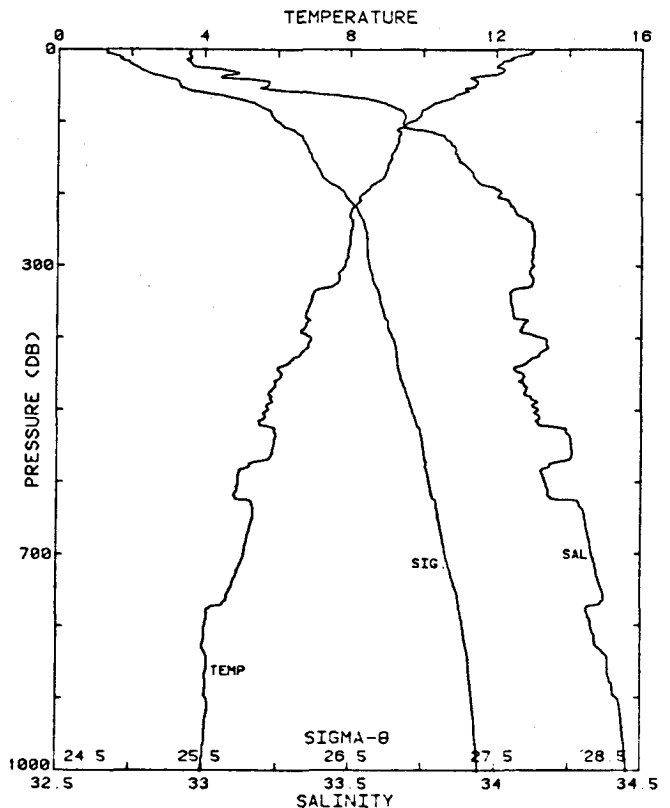 TEMPERATURE
0 4 8 12 16
0
300
PRESSURE (DB)
700
SIG.
SAL
TEMP
SIGMA-θ
24.5 25.5 26.5 27.5 28.5
1000
32.5 33 33.5 34 34.5
SALINITY